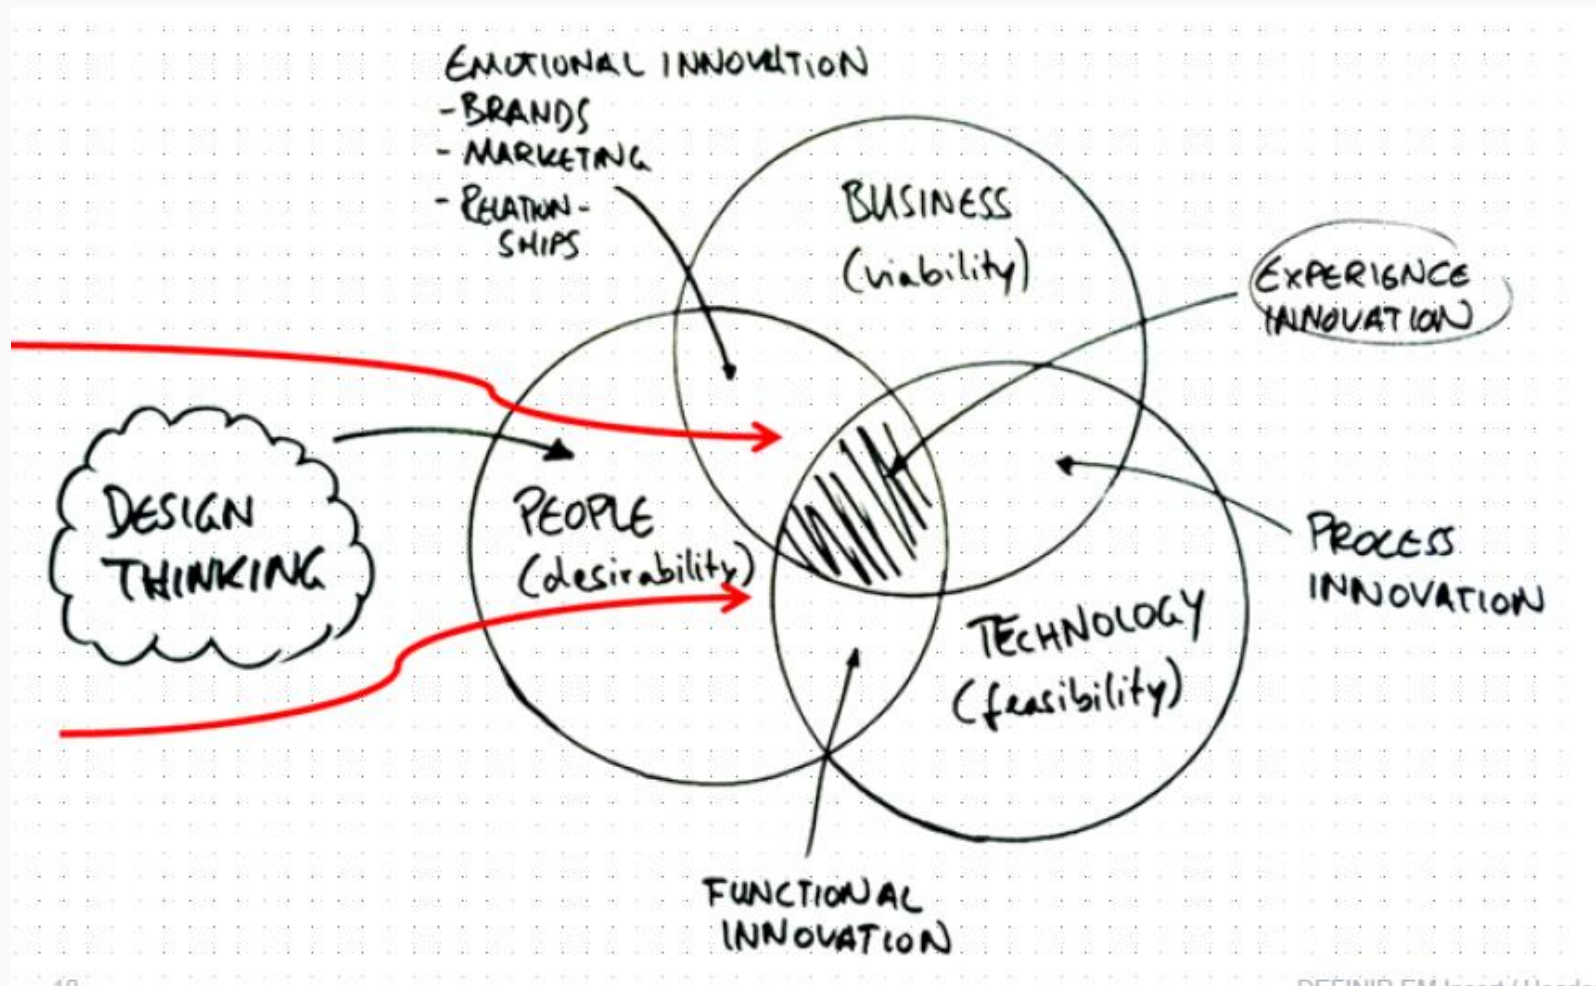 EMOTIONAL INNOVATION
- BRANDS
- MARKETING
- RELATION-
SHIPS
BUSINESS
(viability)
EXPERIENCE
INNOVATION
DESIGN
THINKING
PEOPLE
(desirability)
PROCESS
INNOVATION
TECHNOLOGY
(feasibility)
FUNCTIONAL
INNOVATION